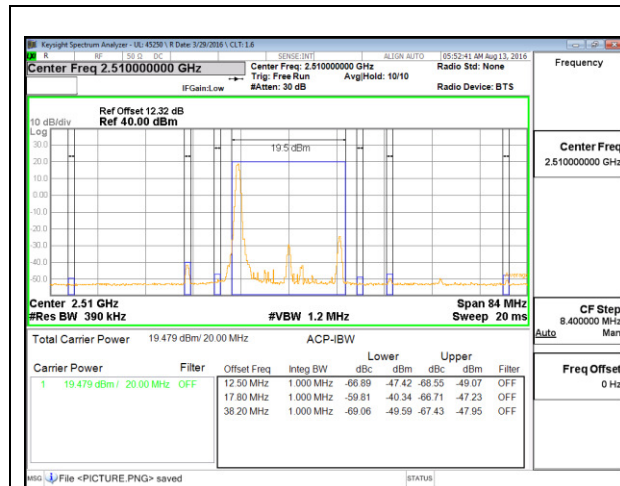 Keysight Spectrum Analyzer - UL: 45250 \ R Date: 3/29/2016 \ CLT: 1.6
R RF 50 Ω DC SENSE:INT ALIGN AUTO 05:52:41 AM Aug 13, 2016
Center Freq 2.510000000 GHz
Center Freq: 2.510000000 GHz Radio Std: None
Trig: Free Run Avg|Hold: 10/10
IFGain:Low #Atten: 30 dB Radio Device: BTS
Frequency
Ref Offset 12.32 dB
10 dB/div Ref 40.00 dBm
Log
30.0
20.0
10.0
0.00
-10.0
-20.0
-30.0
-40.0
-50.0
19.5 dBm
Center Freq
2.510000000 GHz
Center 2.51 GHz Span 84 MHz
#Res BW 390 kHz #VBW 1.2 MHz Sweep 20 ms
CF Step
8.400000 MHz
Auto Man
Total Carrier Power 19.479 dBm/ 20.00 MHz ACP-IBW
Lower Upper
Carrier Power Filter Offset Freq Integ BW dBc dBm dBc dBm Filter
1 19.479 dBm / 20.00 MHz OFF 12.50 MHz 1.000 MHz -66.89 -47.42 -68.55 -49.07 OFF
17.80 MHz 1.000 MHz -59.81 -40.34 -66.71 -47.23 OFF
38.20 MHz 1.000 MHz -69.06 -49.59 -67.43 -47.95 OFF
Freq Offset
0 Hz
MSG File <PICTURE.PNG> saved STATUS